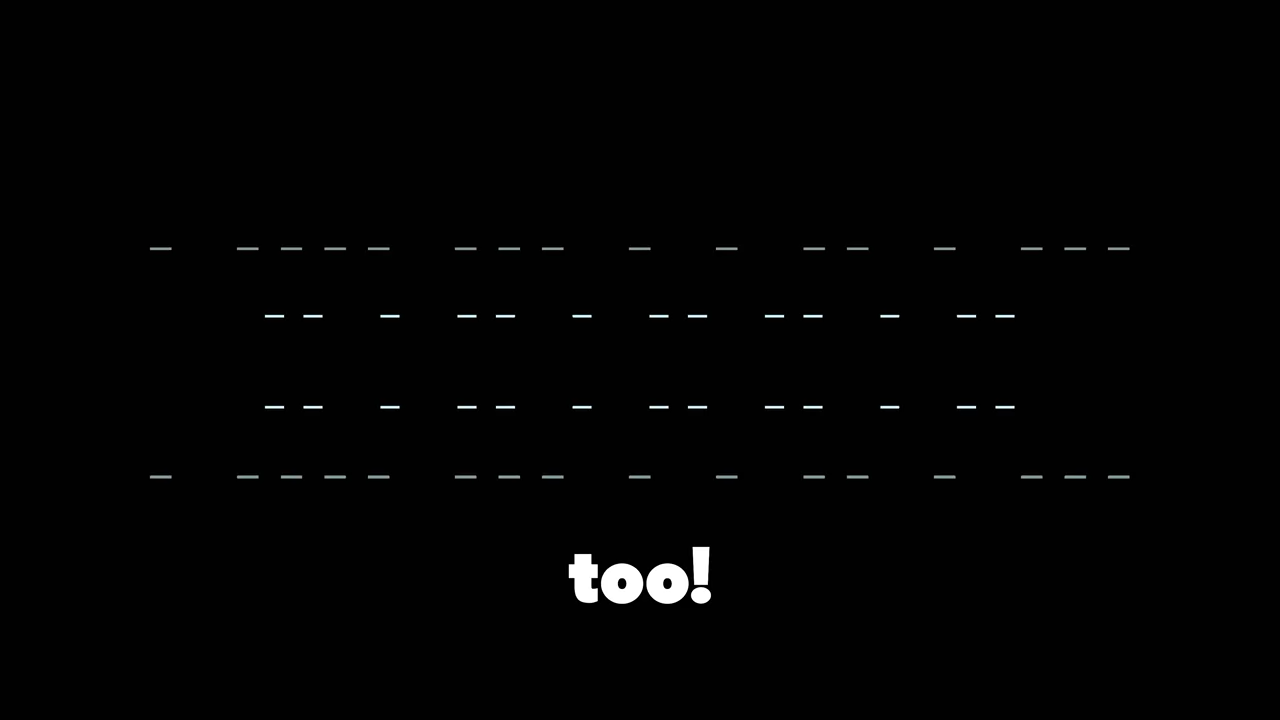 _ _ _ _ _ _ _ _ _ _ _ _ _ _ _ _
_ _ _ _ _ _ _ _ _ _ _ _ _
_ _ _ _ _ _ _ _ _ _ _ _ _
_ _ _ _ _ _ _ _ _ _ _ _ _ _ _ _
too!